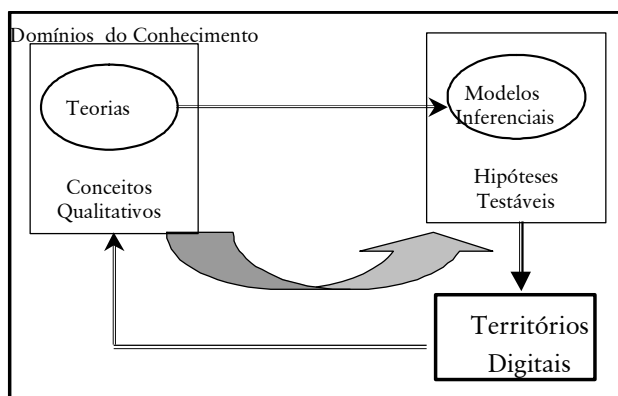 Domínios do Conhecimento
Teorias
Conceitos
Qualitativos
Modelos
Inferenciais
Hipóteses
Testáveis
Territórios
Digitais